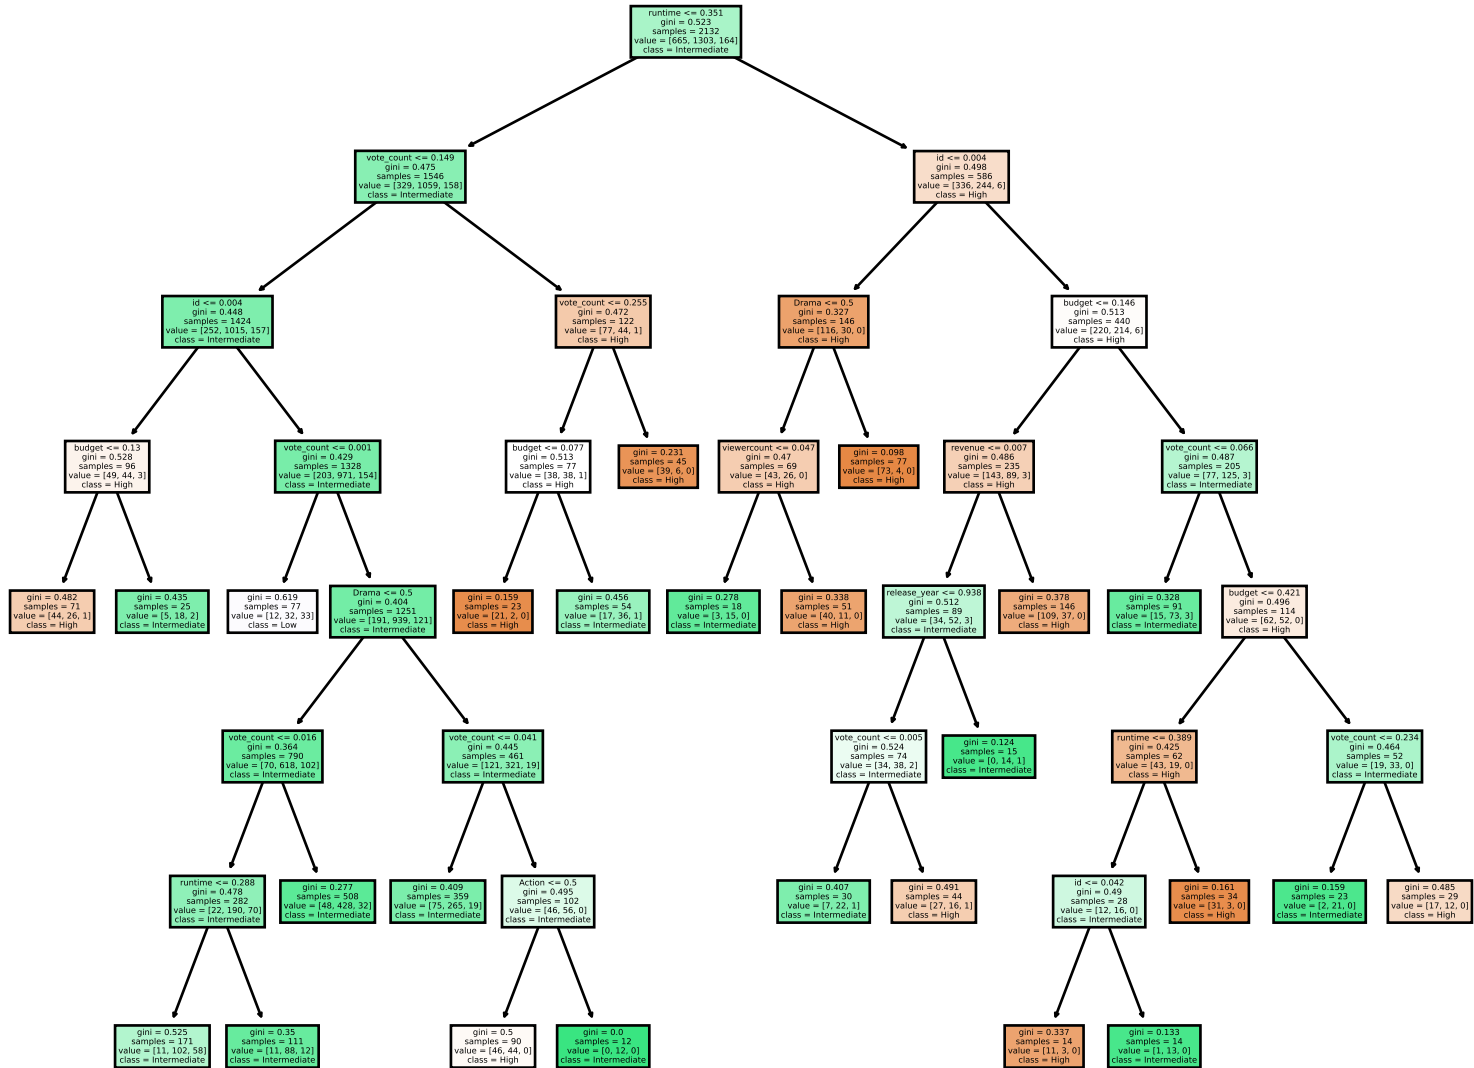 runtime <= 0.351
gini = 0.523
samples = 2132
value = [665, 1303, 164]
class = Intermediate
vote_count <= 0.149
gini = 0.475
samples = 1546
value = [329, 1059, 158]
class = Intermediate
id <= 0.004
gini = 0.498
samples = 586
value = [336, 244, 6]
class = High
id <= 0.004
gini = 0.448
samples = 1424
value = [252, 1015, 157]
class = Intermediate
vote_count <= 0.255
gini = 0.472
samples = 122
value = [77, 44, 1]
class = High
Drama <= 0.5
gini = 0.327
samples = 146
value = [116, 30, 0]
class = High
budget <= 0.146
gini = 0.513
samples = 440
value = [220, 214, 6]
class = High
budget <= 0.13
gini = 0.528
samples = 96
value = [49, 44, 3]
class = High
vote_count <= 0.001
gini = 0.429
samples = 1328
value = [203, 971, 154]
class = Intermediate
budget <= 0.077
gini = 0.513
samples = 77
value = [38, 38, 1]
class = High
gini = 0.231
samples = 45
value = [39, 6, 0]
class = High
viewercount <= 0.047
gini = 0.47
samples = 69
value = [43, 26, 0]
class = High
gini = 0.098
samples = 77
value = [73, 4, 0]
class = High
revenue <= 0.007
gini = 0.486
samples = 235
value = [143, 89, 3]
class = High
vote_count <= 0.066
gini = 0.487
samples = 205
value = [77, 125, 3]
class = Intermediate
gini = 0.482
samples = 71
value = [44, 26, 1]
class = High
gini = 0.435
samples = 25
value = [5, 18, 2]
class = Intermediate
gini = 0.619
samples = 77
value = [12, 32, 33]
class = Low
Drama <= 0.5
gini = 0.404
samples = 1251
value = [191, 939, 121]
class = Intermediate
gini = 0.159
samples = 23
value = [21, 2, 0]
class = High
gini = 0.456
samples = 54
value = [17, 36, 1]
class = Intermediate
gini = 0.278
samples = 18
value = [3, 15, 0]
class = Intermediate
gini = 0.338
samples = 51
value = [40, 11, 0]
class = High
release_year <= 0.938
gini = 0.512
samples = 89
value = [34, 52, 3]
class = Intermediate
gini = 0.378
samples = 146
value = [109, 37, 0]
class = High
gini = 0.328
samples = 91
value = [15, 73, 3]
class = Intermediate
budget <= 0.421
gini = 0.496
samples = 114
value = [62, 52, 0]
class = High
vote_count <= 0.016
gini = 0.364
samples = 790
value = [70, 618, 102]
class = Intermediate
vote_count <= 0.041
gini = 0.445
samples = 461
value = [121, 321, 19]
class = Intermediate
vote_count <= 0.005
gini = 0.524
samples = 74
value = [34, 38, 2]
class = Intermediate
gini = 0.124
samples = 15
value = [0, 14, 1]
class = Intermediate
runtime <= 0.389
gini = 0.425
samples = 62
value = [43, 19, 0]
class = High
vote_count <= 0.234
gini = 0.464
samples = 52
value = [19, 33, 0]
class = Intermediate
runtime <= 0.288
gini = 0.478
samples = 282
value = [22, 190, 70]
class = Intermediate
gini = 0.277
samples = 508
value = [48, 428, 32]
class = Intermediate
gini = 0.409
samples = 359
value = [75, 265, 19]
class = Intermediate
Action <= 0.5
gini = 0.495
samples = 102
value = [46, 56, 0]
class = Intermediate
gini = 0.407
samples = 30
value = [7, 22, 1]
class = Intermediate
gini = 0.491
samples = 44
value = [27, 16, 1]
class = High
id <= 0.042
gini = 0.49
samples = 28
value = [12, 16, 0]
class = Intermediate
gini = 0.161
samples = 34
value = [31, 3, 0]
class = High
gini = 0.159
samples = 23
value = [2, 21, 0]
class = Intermediate
gini = 0.485
samples = 29
value = [17, 12, 0]
class = High
gini = 0.525
samples = 171
value = [11, 102, 58]
class = Intermediate
gini = 0.35
samples = 111
value = [11, 88, 12]
class = Intermediate
gini = 0.5
samples = 90
value = [46, 44, 0]
class = High
gini = 0.0
samples = 12
value = [0, 12, 0]
class = Intermediate
gini = 0.337
samples = 14
value = [11, 3, 0]
class = High
gini = 0.133
samples = 14
value = [1, 13, 0]
class = Intermediate